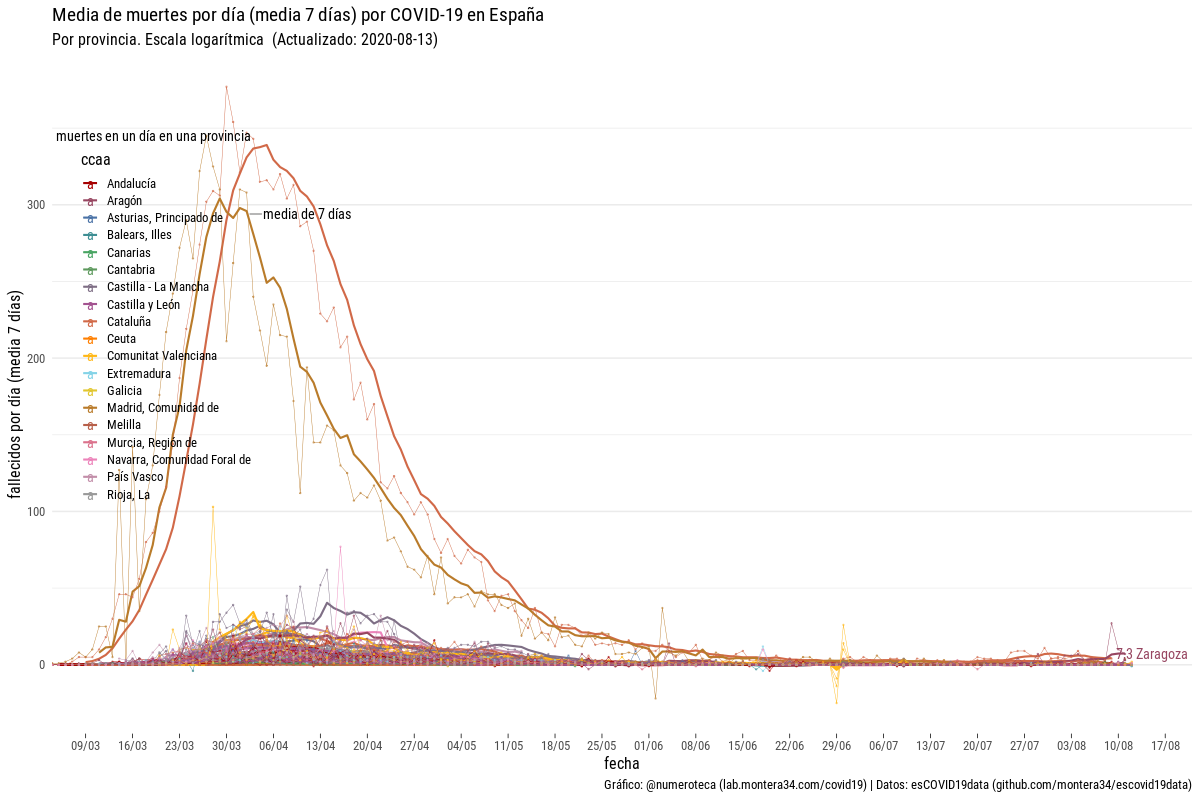 Media de muertes por día (media 7 días) por COVID-19 en España
Por provincia. Escala logarítmica  (Actualizado: 2020-08-13)
muertes en un día en una provincia
ccaa
Andalucía
Aragón
Asturias, Principado de
Balears, Illes
Canarias
Cantabria
Castilla - La Mancha
Castilla y León
Cataluña
Ceuta
Comunitat Valenciana
Extremadura
Galicia
Madrid, Comunidad de
Melilla
Murcia, Región de
Navarra, Comunidad Foral de
País Vasco
Rioja, La
media de 7 días
7.3 Zaragoza
fallecidos por día (media 7 días)
300
200
100
0
09/03 16/03 23/03 30/03 06/04 13/04 20/04 27/04 04/05 11/05 18/05 25/05 01/06 08/06 15/06 22/06 29/06 06/07 13/07 20/07 27/07 03/08 10/08 17/08
fecha
Gráfico: @numeroteca (lab.montera34.com/covid19) | Datos: esCOVID19data (github.com/montera34/escovid19data)